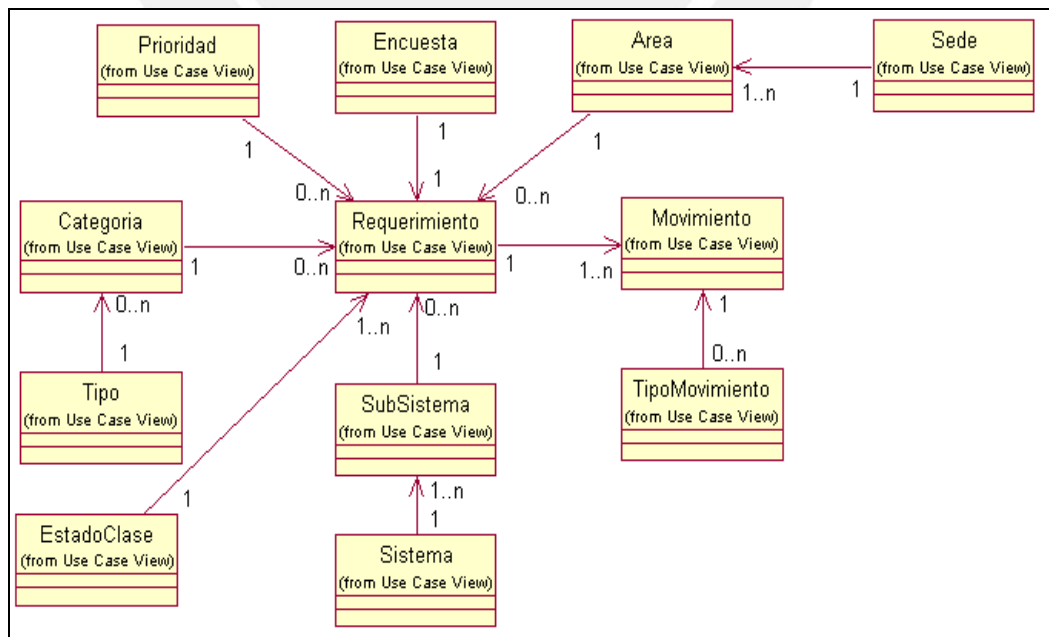 Prioridad
(from Use Case View)
Encuesta
(from Use Case View)
Area
(from Use Case View)
Sede
(from Use Case View)
1
1
1
1..n
1
0..n
1
0..n
Categoria
(from Use Case View)
Requerimiento
(from Use Case View)
Movimiento
(from Use Case View)
1
0..n
1
1..n
0..n
1..n
0..n
1
1
1
0..n
Tipo
(from Use Case View)
SubSistema
(from Use Case View)
TipoMovimiento
(from Use Case View)
1
1..n
1
EstadoClase
(from Use Case View)
Sistema
(from Use Case View)